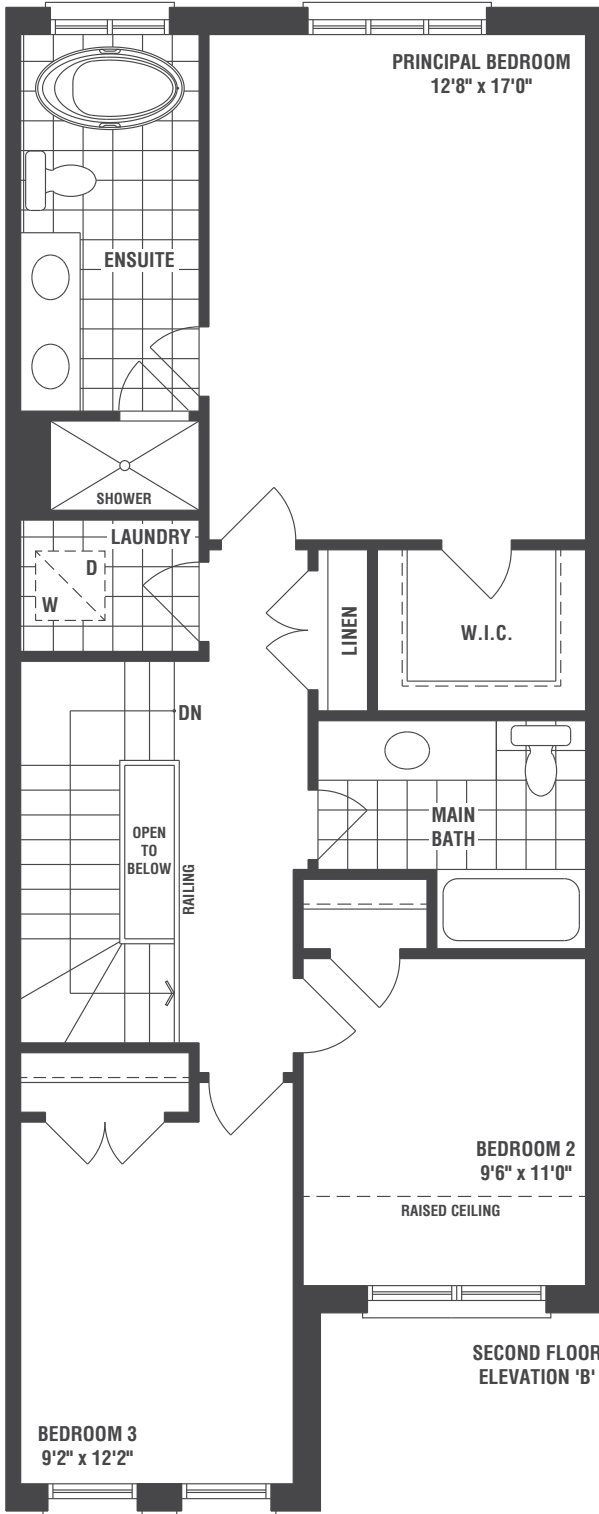 PRINCIPAL BEDROOM
12'8" x 17'0"
ENSUITE
SHOWER
LAUNDRY
D
W
LINEN
W.I.C.
DN
OPEN
TO
BELOW
RAILING
MAIN
BATH
BEDROOM 2
9'6" x 11'0"
RAISED CEILING
SECOND FLOOR
ELEVATION 'B'
BEDROOM 3
9'2" x 12'2"